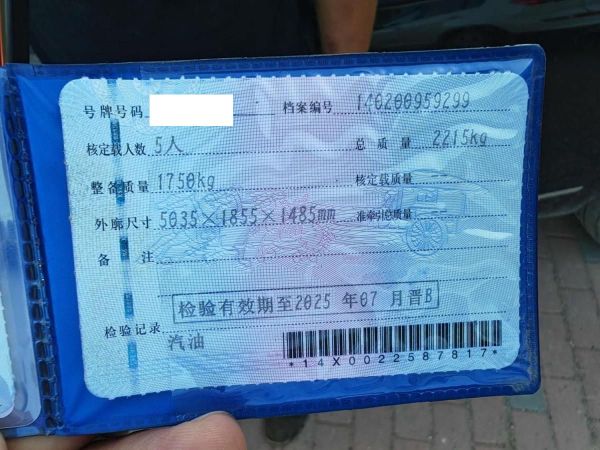 号牌号码 档案编号 140200959299
核定载人数 5人 总质量 2215kg
整备质量 1750kg 核定载质量
外廓尺寸 5035×1855×1485mm 准牵引总质量
备注
检验有效期至2025年07月晋B
检验记录
汽油
*14X0022587817*